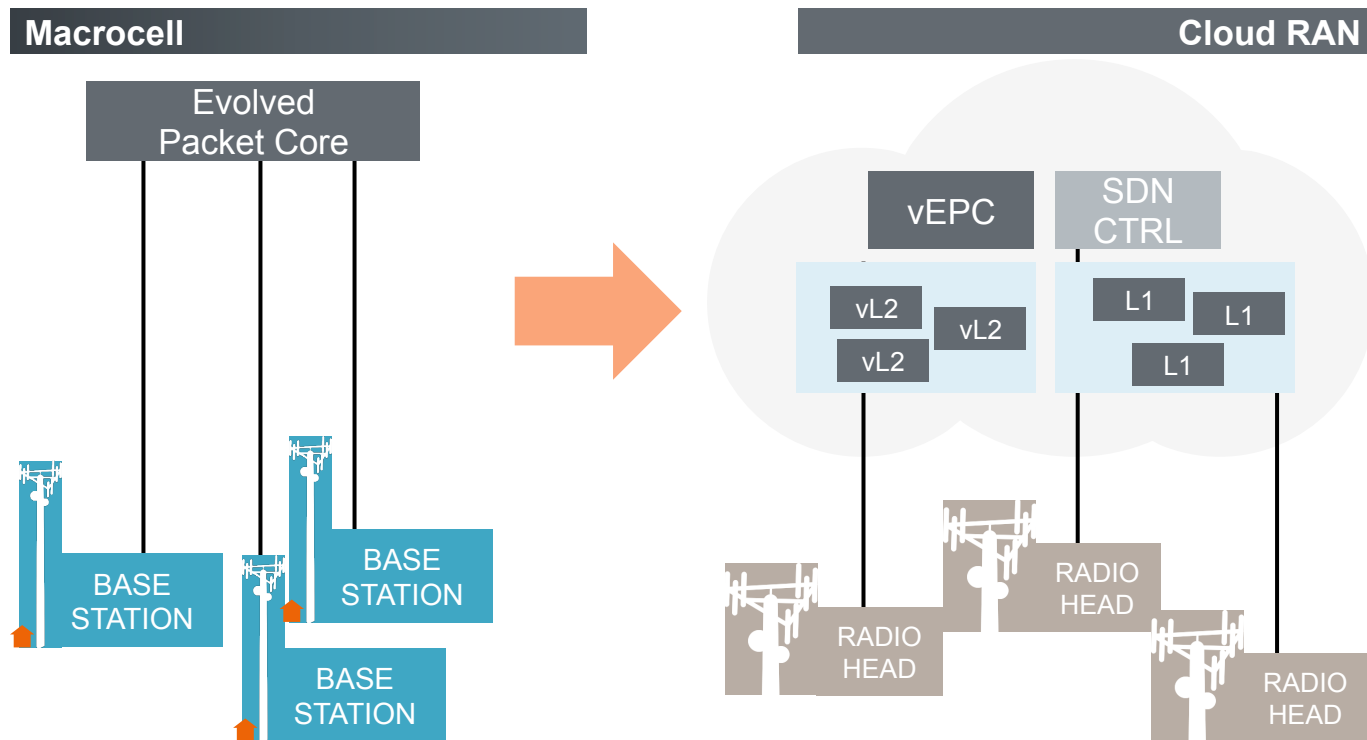 Macrocell
Evolved
Packet Core
BASE
STATION
BASE
STATION
BASE
STATION
Cloud RAN
vEPC
SDN
CTRL
vL2
vL2
vL2
L1
L1
L1
RADIO
HEAD
RADIO
HEAD
RADIO
HEAD